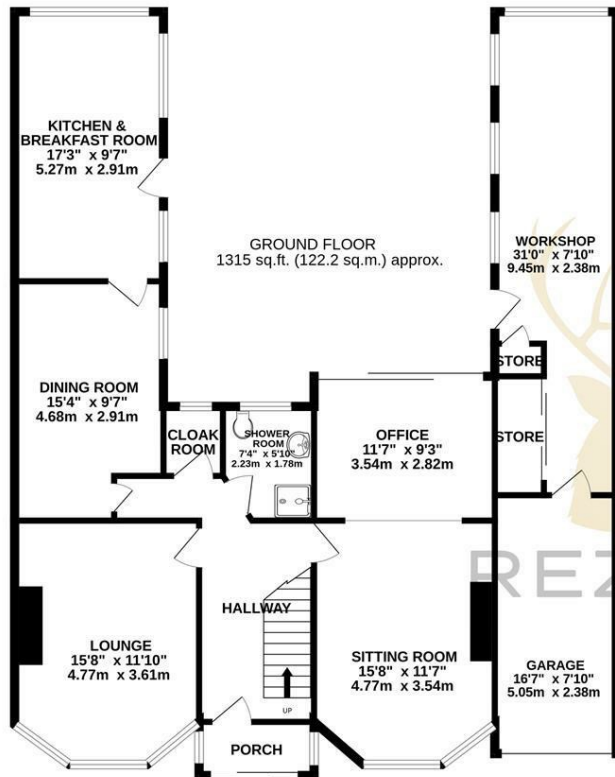 KITCHEN &
BREAKFAST ROOM
17'3" x 9'7"
5.27m x 2.91m
GROUND FLOOR
1315 sq.ft. (122.2 sq.m.) approx.
WORKSHOP
31'0" x 7'10"
9.45m x 2.38m
STORE
DINING ROOM
15'4" x 9'7"
4.68m x 2.91m
CLOAK
ROOM
SHOWER
ROOM
7'4" x 5'10"
2.23m x 1.78m
OFFICE
11'7" x 9'3"
3.54m x 2.82m
STORE
REZ
HALLWAY
LOUNGE
15'8" x 11'10"
4.77m x 3.61m
SITTING ROOM
15'8" x 11'7"
4.77m x 3.54m
GARAGE
16'7" x 7'10"
5.05m x 2.38m
UP
PORCH